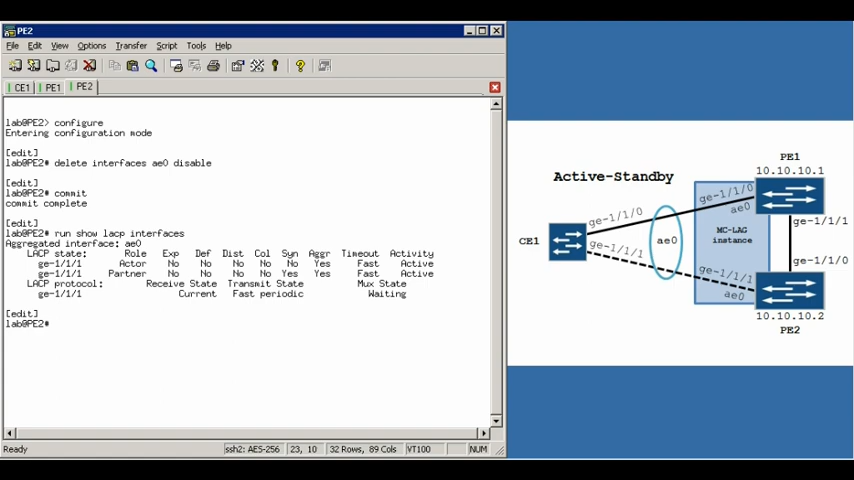 PE2
File Edit View Options Transfer Script Tools Help
CE1 PE1 PE2
lab@PE2> configure
Entering configuration mode
[edit]
lab@PE2# delete interfaces ae0 disable
[edit]
lab@PE2# commit
commit complete
[edit]
lab@PE2# run show lacp interfaces
Aggregated interface: ae0
LACP state: Role Exp Def Dist Col Syn Aggr Timeout Activity
ge-1/1/1 Actor No No No No No Yes Fast Active
ge-1/1/1 Partner No No No No Yes Yes Fast Active
LACP protocol: Receive State Transmit State Mux State
ge-1/1/1 Current Fast periodic Waiting
[edit]
lab@PE2#
Ready ssh2: AES-256 23, 10 32 Rows, 89 Cols VT100 NUM
Active-Standby
PE1
10.10.10.1
ge-1/1/0
ae0
ge-1/1/0
ge-1/1/1
CE1
ae0
MC-LAG
instance
ge-1/1/1
ge-1/1/0
ge-1/1/1
ae0
10.10.10.2
PE2